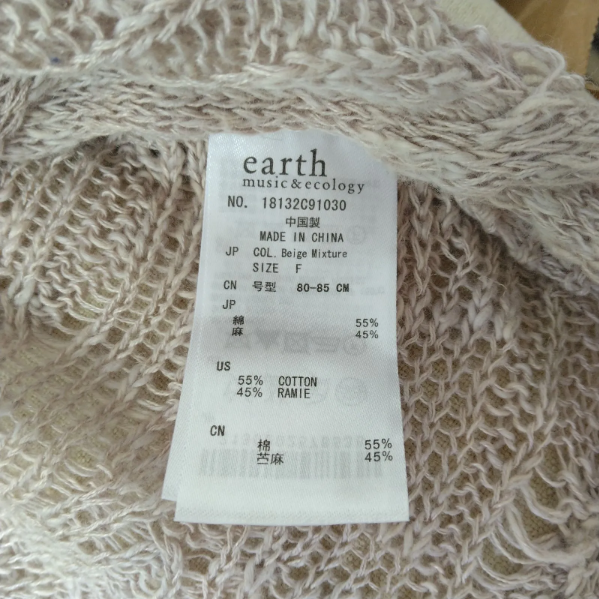 earth
music&ecology
NO. 18132C91030
中国製
MADE IN CHINA
JP COL. Beige Mixture
SIZE F
CN 号型 80-85 CM
JP
綿 55%
麻 45%
US
55% COTTON
45% RAMIE
CN
棉 55%
苎麻 45%